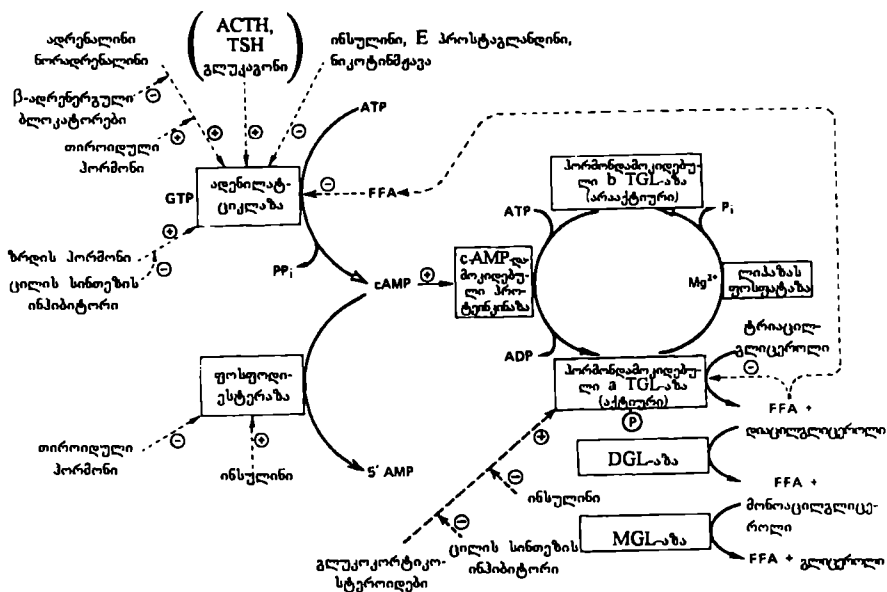 ადრენალინი
ნორადრენალინი
ACTH,
TSH
გლუკაგონი
ინსულინი, E პროსტაგლანდინი,
ნიკოტინმჟავა
β-ადრენერგული
ბლოკატორები
თიროიდული
ჰორმონი
ATP
GTP
ადენილატ-
ციკლაზა
FFA
ზრდის ჰორმონი
ცილის სინთეზის
ინჰიბიტორი
PPi
cAMP
c-AMP-და-
მოკიდებუ-
ლი პრო-
ტეინკინაზა
ჰორმონდამოკიდებუ-
ლი b TGL-აზა
(არააქტიური)
ATP
Pi
Mg²⁺
ლიპაზას
ფოსფატაზა
ADP
ჰორმონდამოკიდებუ-
ლი a TGL-აზა
(აქტიური)
P
ტრიაცილ-
გლიცეროლი
FFA +
დიაცილგლიცეროლი
DGL-აზა
FFA +
მონოაცილგლიცე-
როლი
MGL-აზა
FFA + გლიცეროლი
ფოსფოდი-
ესტერაზა
თიროიდული
ჰორმონი
ინსულინი
5' AMP
ინსულინი
ცილის სინთეზის
ინჰიბიტორი
გლუკოკორტიკო-
სტეროიდები